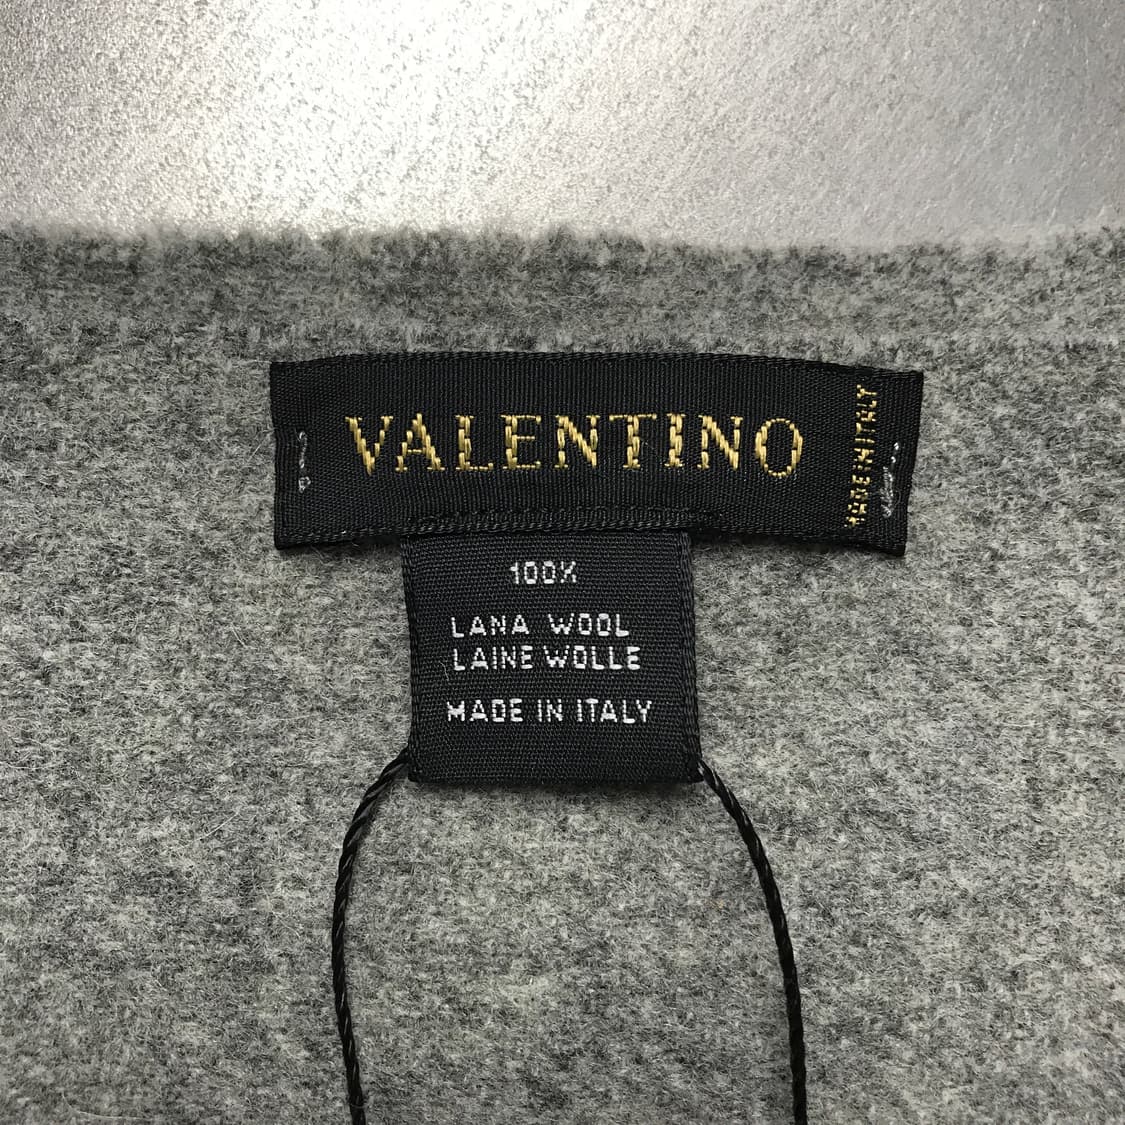 VALENTINO
MADE IN ITALY
100%
LANA WOOL
LAINE WOLLE
MADE IN ITALY